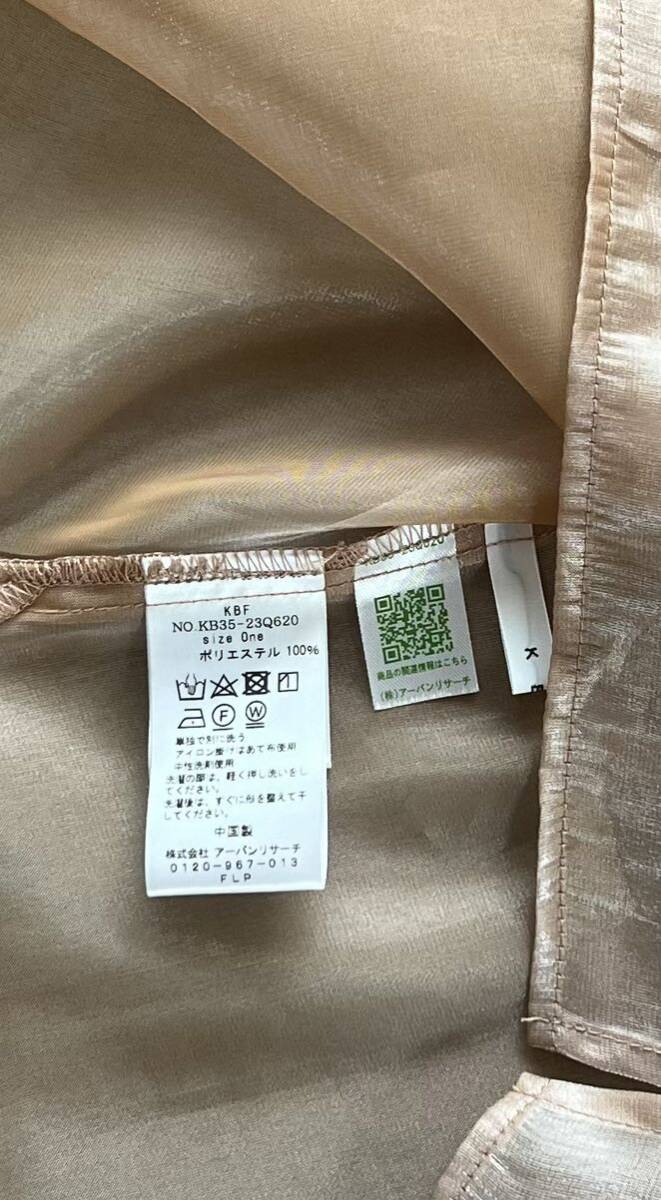 KBF
NO.KB35-23Q620
size One
ポリエステル 100%
F
W
単独で別に洗う
アイロン掛けはあて布使用
中性洗剤使用
洗濯の際は、軽く押し洗いをし
てください。
洗濯後は、すぐに形を整えて干
してください。
中国製
株式会社 アーバンリサーチ
0120-967-013
FLP
商品の関連情報はこちら
(株)アーバンリサーチ
K